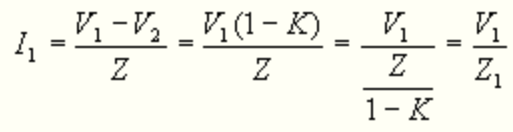 I₁ = (V₁ − V₂)/Z = V₁(1 − K)/Z = V₁/(Z/(1 − K)) = V₁/Z₁